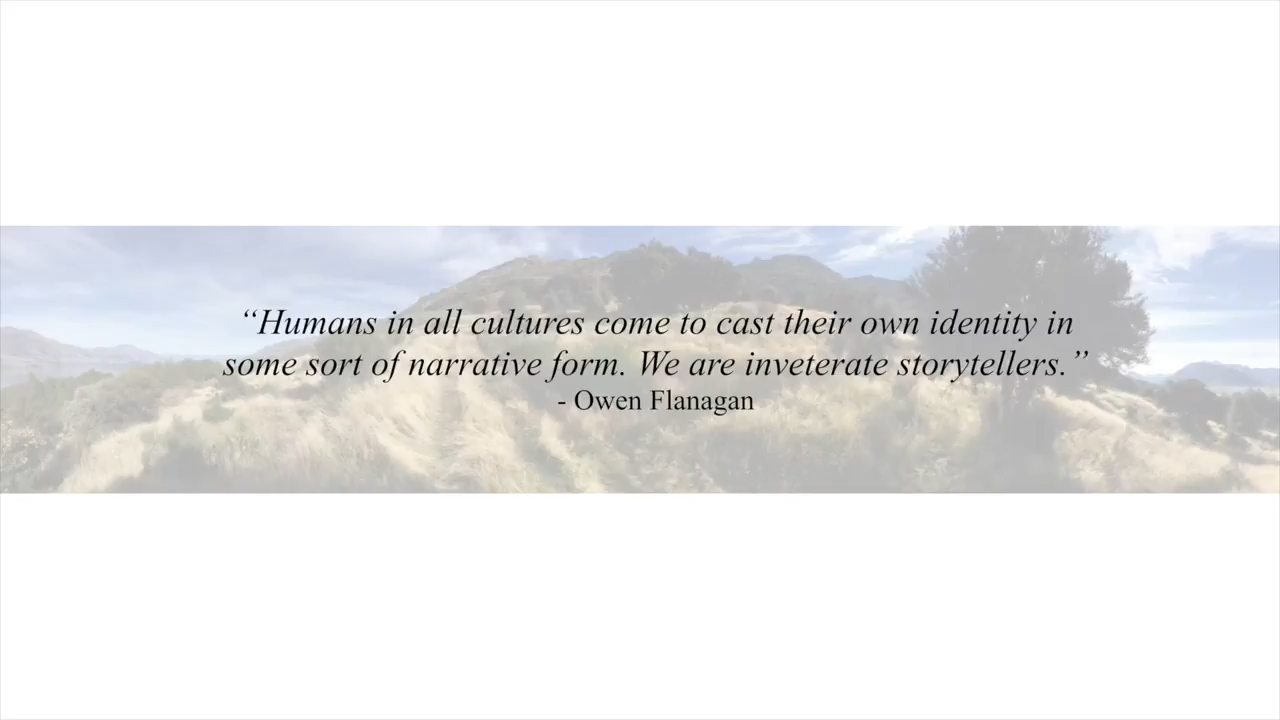 “Humans in all cultures come to cast their own identity in
some sort of narrative form. We are inveterate storytellers.”
- Owen Flanagan